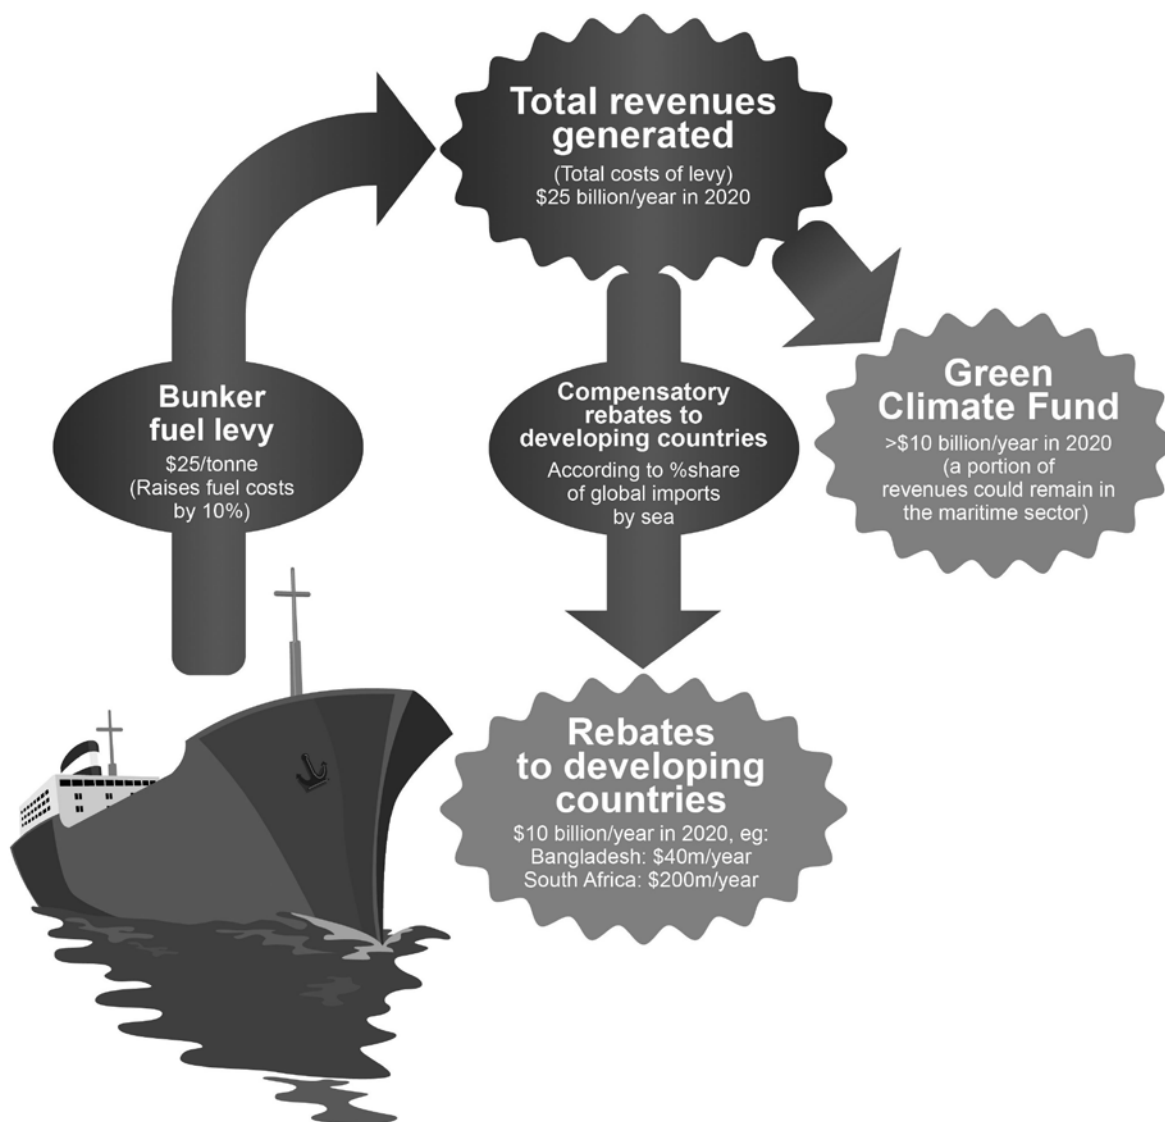 Total revenues
generated
(Total costs of levy)
$25 billion/year in 2020
Bunker
fuel levy
$25/tonne
(Raises fuel costs
by 10%)
Compensatory
rebates to
developing countries
According to %share
of global imports
by sea
Green
Climate Fund
>$10 billion/year in 2020
(a portion of
revenues could remain in
the maritime sector)
Rebates
to developing
countries
$10 billion/year in 2020, eg:
Bangladesh: $40m/year
South Africa: $200m/year